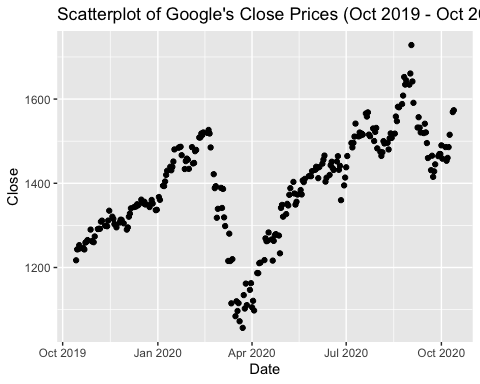 Scatterplot of Google's Close Prices (Oct 2019 - Oct 20
1600
1400
1200
Close
Oct 2019 Jan 2020 Apr 2020 Jul 2020 Oct 2020
Date